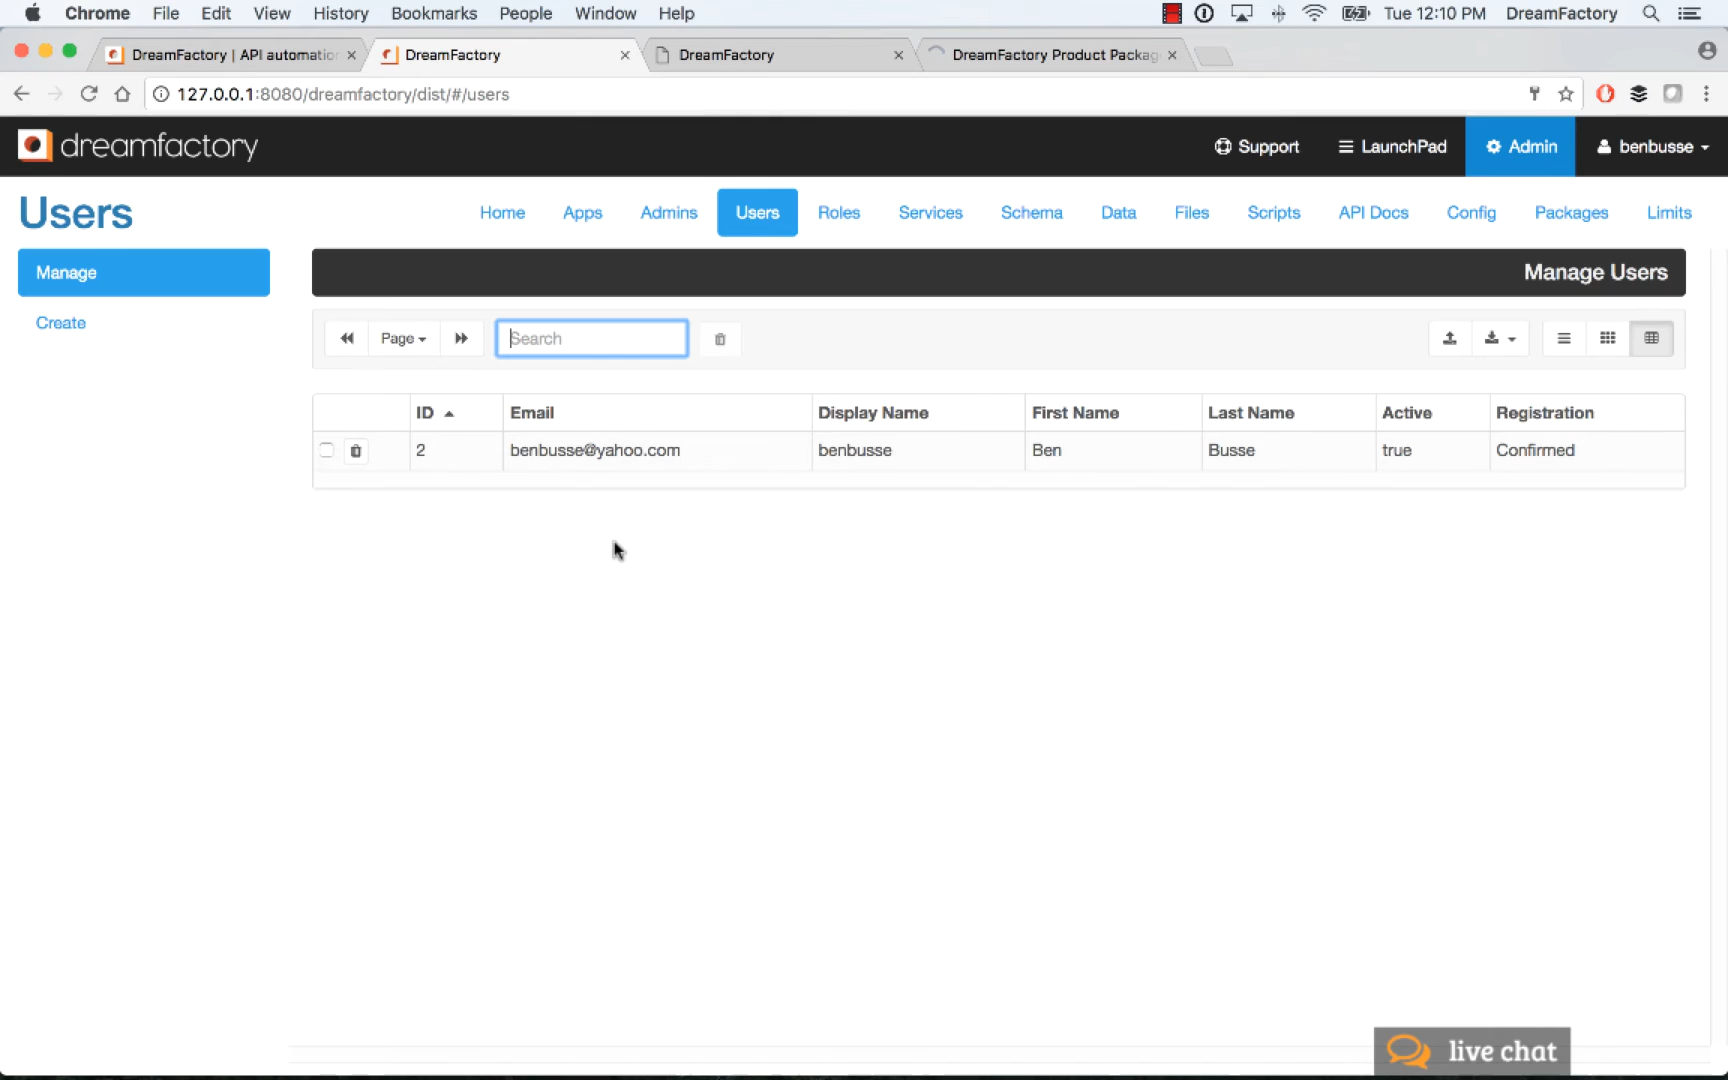 Chrome File Edit View History Bookmarks People Window Help Tue 12:10 PM DreamFactory
DreamFactory | API automation DreamFactory DreamFactory DreamFactory Product Packag
127.0.0.1:8080/dreamfactory/dist/#/users
dreamfactory Support LaunchPad Admin benbusse
Users Home Apps Admins Users Roles Services Schema Data Files Scripts API Docs Config Packages Limits
Manage Manage Users
Create Page Search
ID Email Display Name First Name Last Name Active Registration
2 benbusse@yahoo.com benbusse Ben Busse true Confirmed
live chat